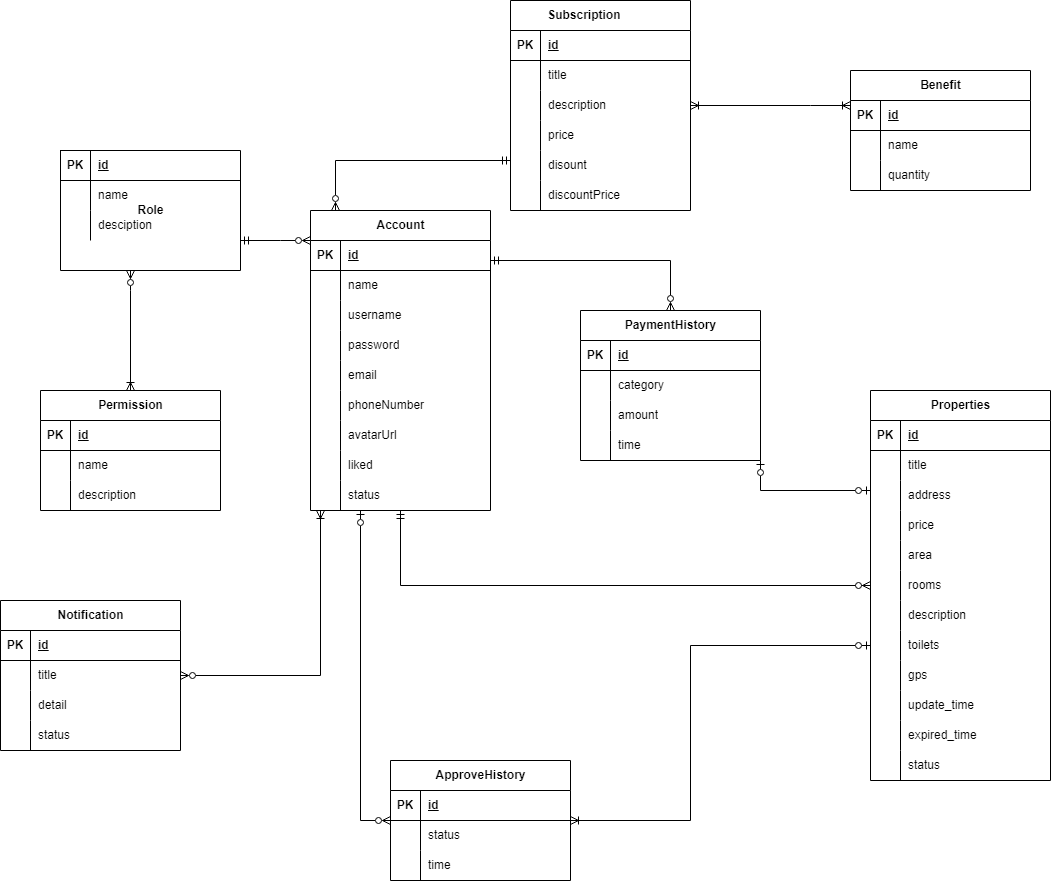 Subscription
PK id
title
description
price
disount
discountPrice
Benefit
PK id
name
quantity
PK id
name
Role
desciption
Account
PK id
name
username
password
email
phoneNumber
avatarUrl
liked
status
PaymentHistory
PK id
category
amount
time
Permission
PK id
name
description
Properties
PK id
title
address
price
area
rooms
description
toilets
gps
update_time
expired_time
status
Notification
PK id
title
detail
status
ApproveHistory
PK id
status
time